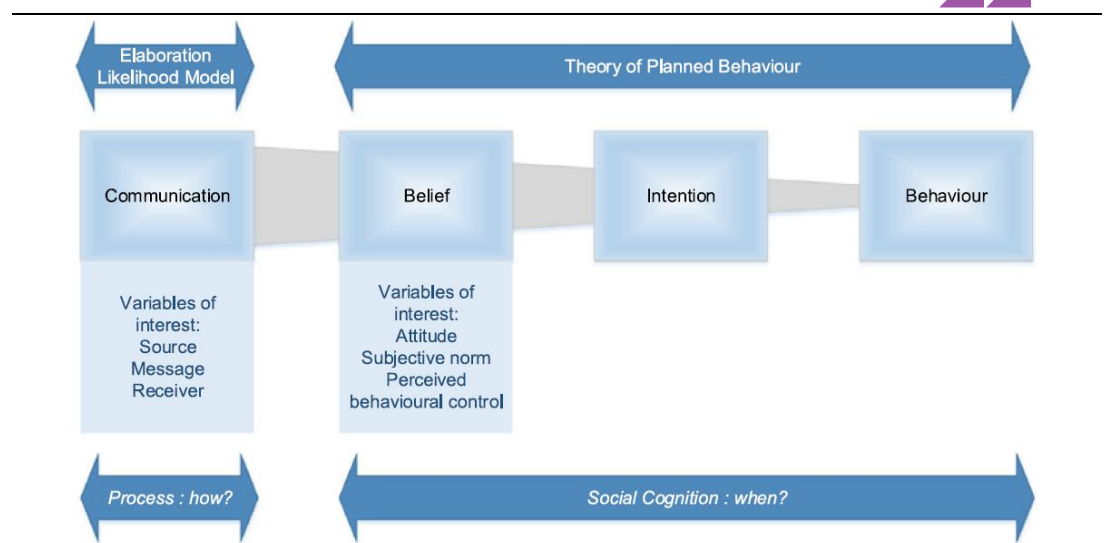 Elaboration
Likelihood Model
Theory of Planned Behaviour
Communication
Belief
Intention
Behaviour
Variables of
interest:
Source
Message
Receiver
Variables of
interest:
Attitude
Subjective norm
Perceived
behavioural control
Process : how?
Social Cognition : when?